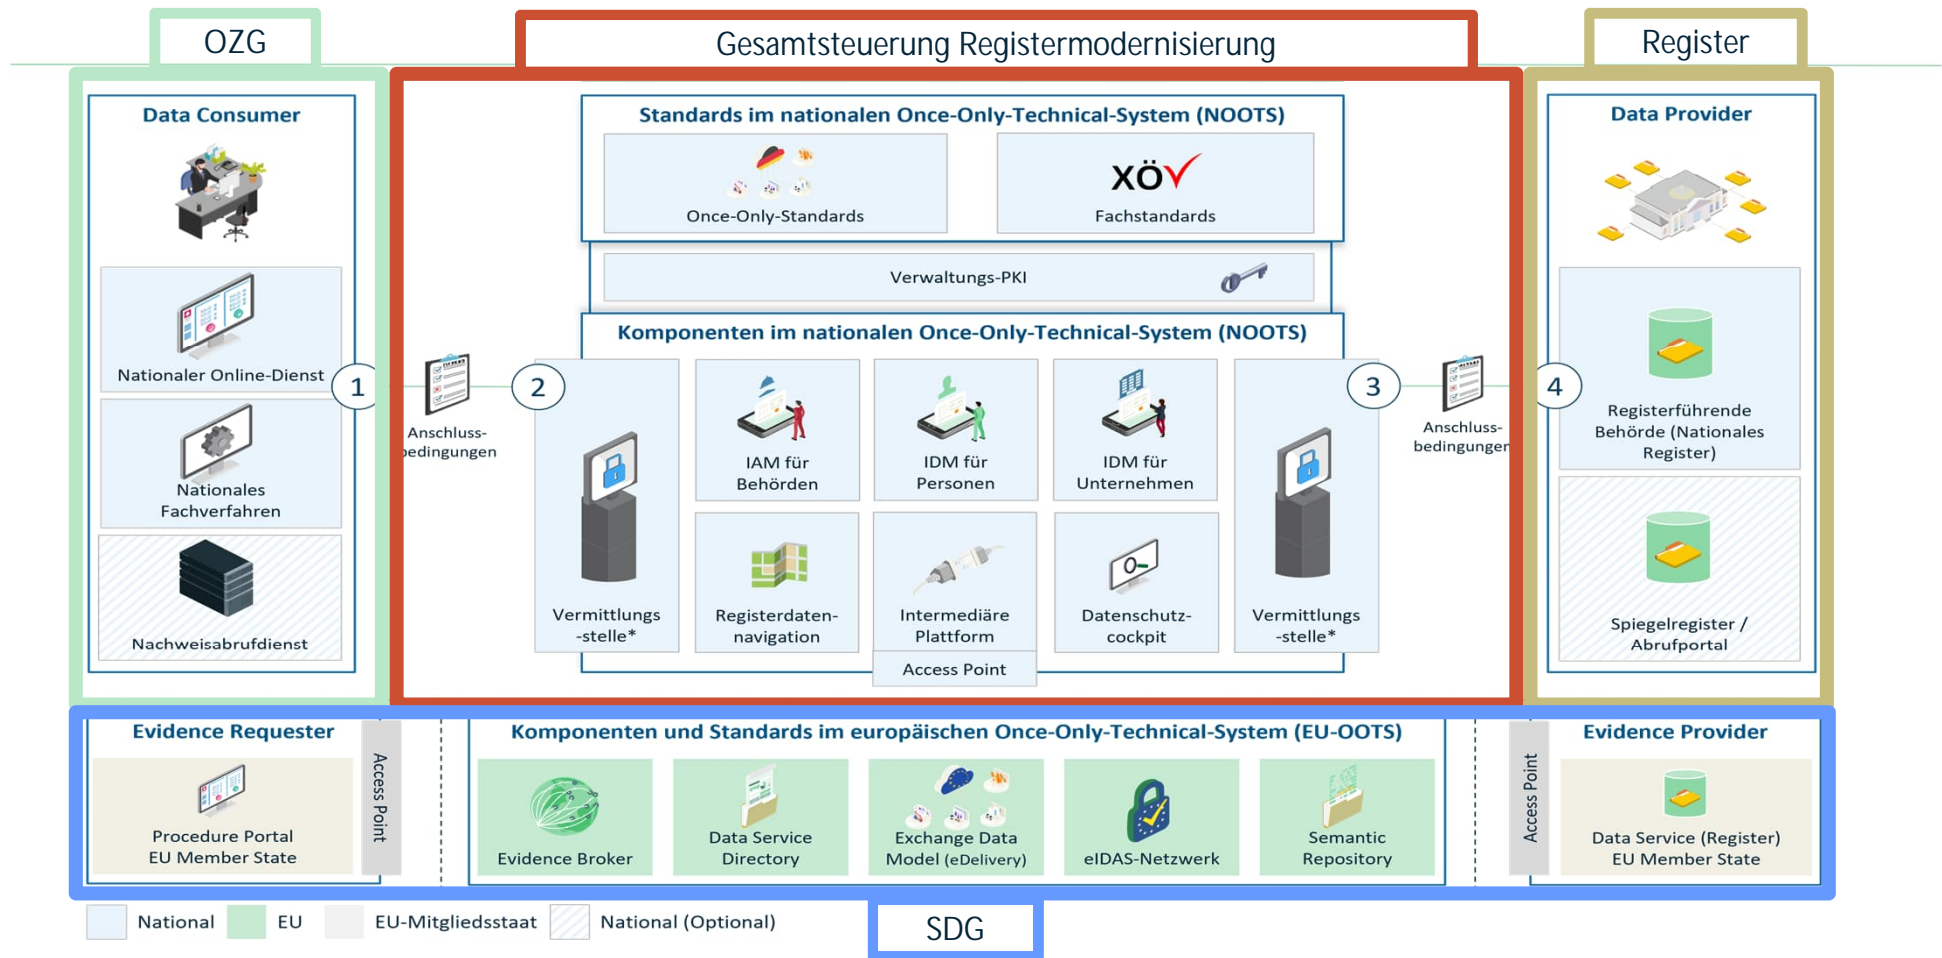 OZG
Gesamtsteuerung Registermodernisierung
Register
Data Consumer
Nationaler Online-Dienst
Nationales
Fachverfahren
Nachweisabrufdienst
1
Anschluss-
bedingungen
2
Standards im nationalen Once-Only-Technical-System (NOOTS)
Once-Only-Standards
XÖV
Fachstandards
Verwaltungs-PKI
Komponenten im nationalen Once-Only-Technical-System (NOOTS)
Vermittlungs
-stelle*
IAM für
Behörden
IDM für
Personen
IDM für
Unternehmen
Registerdaten-
navigation
Intermediäre
Plattform
Access Point
Datenschutz-
cockpit
Vermittlungs
-stelle*
3
Anschluss-
bedingungen
4
Data Provider
Registerführende
Behörde (Nationales
Register)
Spiegelregister /
Abrufportal
Evidence Requester
Procedure Portal
EU Member State
Access Point
Komponenten und Standards im europäischen Once-Only-Technical-System (EU-OOTS)
Evidence Broker
Data Service
Directory
Exchange Data
Model (eDelivery)
eIDAS-Netzwerk
Semantic
Repository
Access Point
Evidence Provider
Data Service (Register)
EU Member State
National
EU
EU-Mitgliedsstaat
National (Optional)
SDG